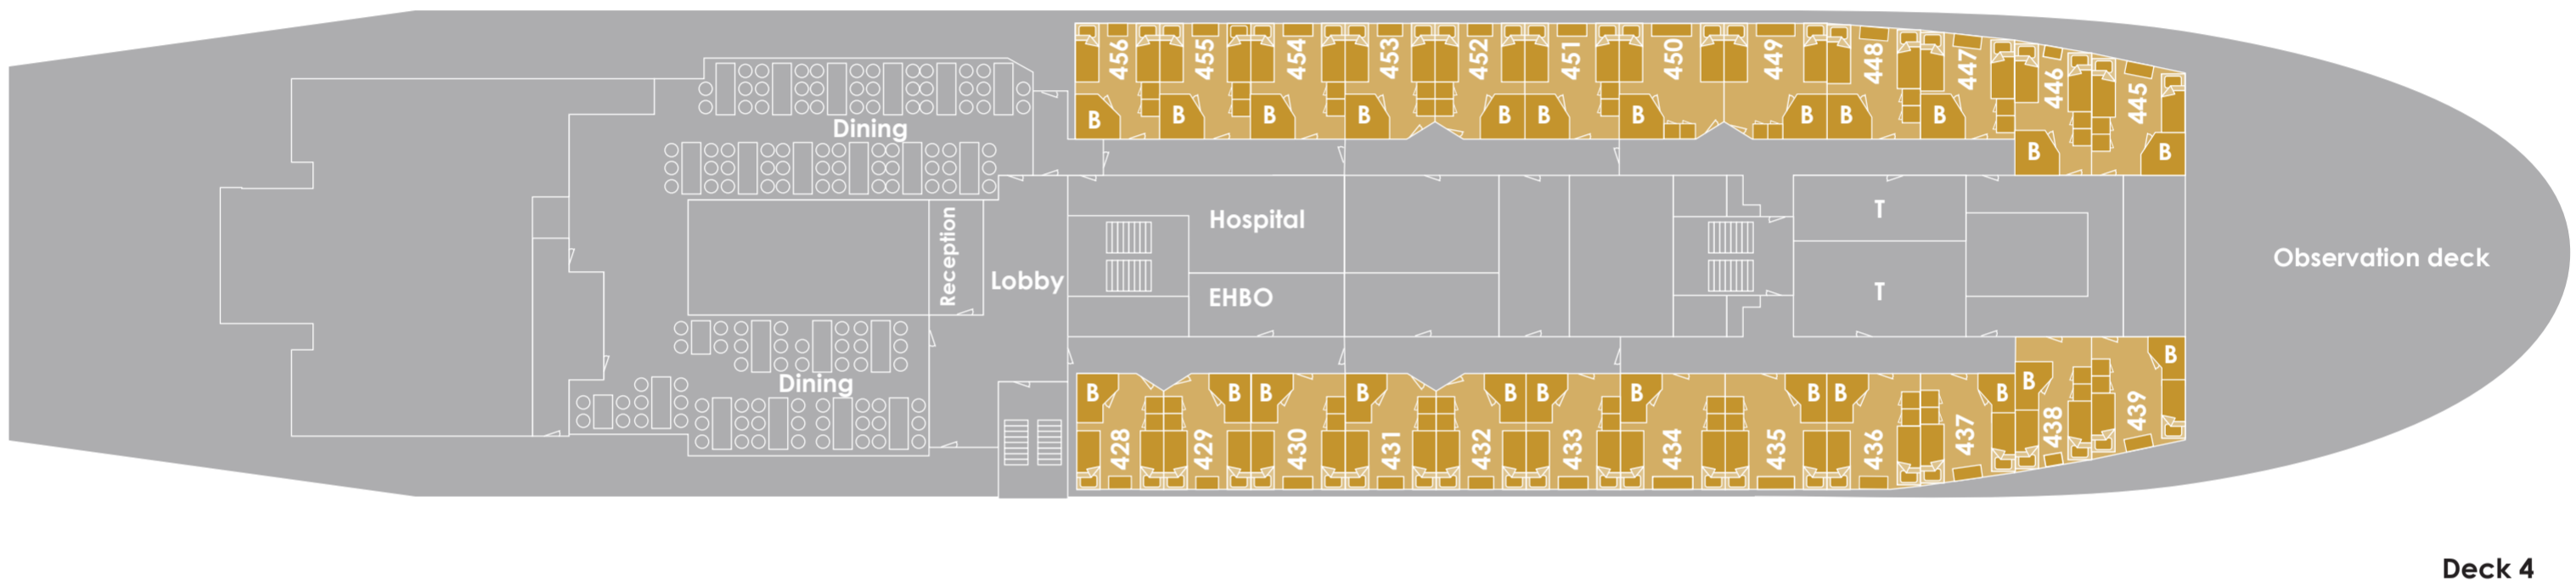 456
455
454
453
452
451
450
449
448
447
446
445
B
B
B
B
B
B
B
B
B
B
B
B
Dining
Hospital
T
Reception
Lobby
EHBO
T
Observation deck
Dining
B
B
B
B
B
B
B
B
B
B
B
B
428
429
430
431
432
433
434
435
436
437
438
439
Deck 4